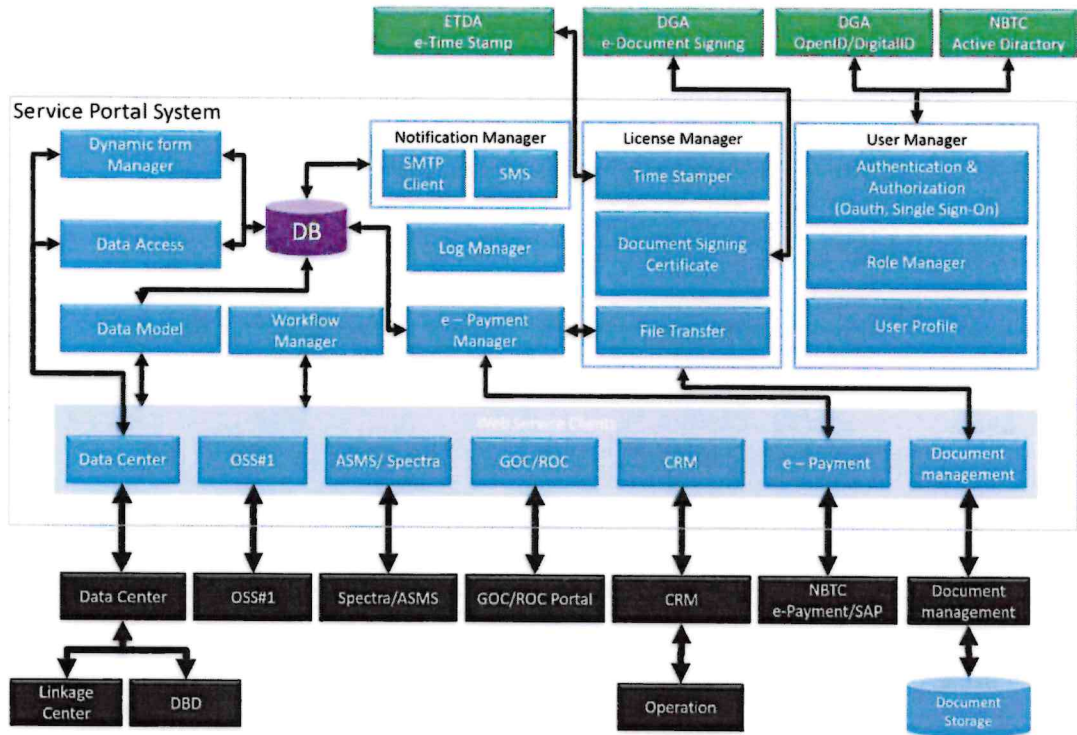 ETDA
e-Time Stamp
DGA
e-Document Signing
DGA
OpenID/DigitalID
NBTC
Active Diractory
Service Portal System
Dynamic form
Manager
Data Access
Data Model
DB
Workflow
Manager
Notification Manager
SMTP
Client
SMS
Log Manager
e – Payment
Manager
License Manager
Time Stamper
Document Signing
Certificate
File Transfer
User Manager
Authentication &
Authorization
(Oauth, Single Sign-On)
Role Manager
User Profile
Web Service Clients
Data Center
OSS#1
ASMS/ Spectra
GOC/ROC
CRM
e – Payment
Document
management
Data Center
OSS#1
Spectra/ASMS
GOC/ROC Portal
CRM
NBTC
e-Payment/SAP
Document
management
Linkage
Center
DBD
Operation
Document
Storage